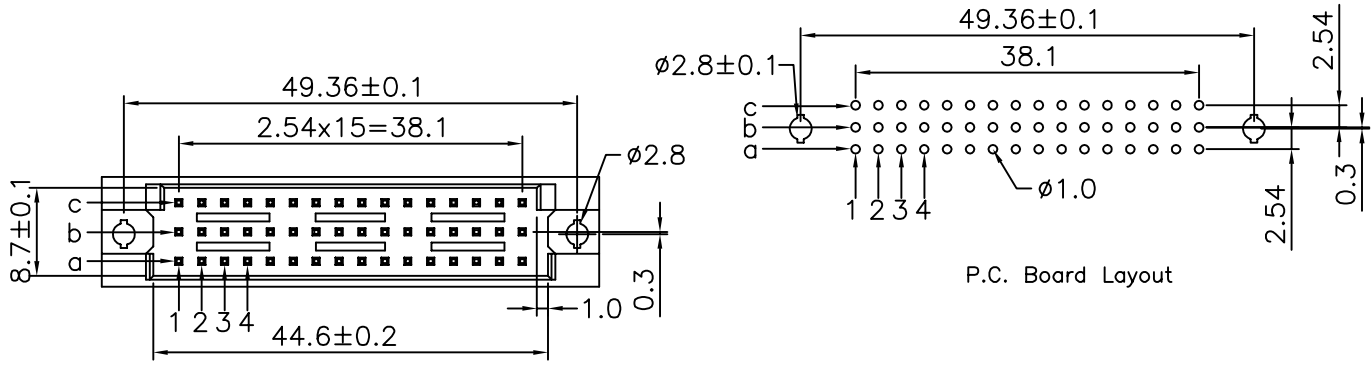 49.36±0.1
2.54x15=38.1
ø2.8
8.7±0.1
c
b
a
1 2 3 4
1.0
0.3
44.6±0.2
49.36±0.1
38.1
2.54
ø2.8±0.1
c
b
a
1 2 3 4
ø1.0
2.54
0.3
P.C. Board Layout